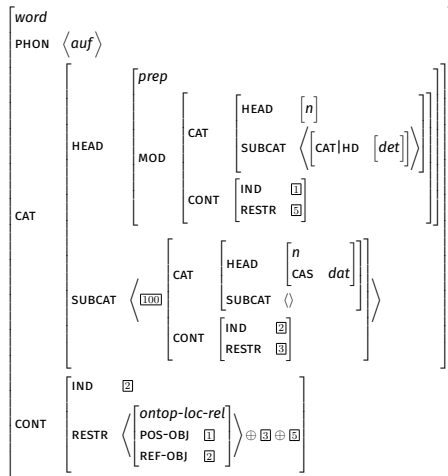 word
PHON ⟨auf⟩
prep
HEAD [n]
CAT
SUBCAT ⟨[CAT|HD [det]]⟩
HEAD
MOD
IND 1
CONT
RESTR 5
CAT
n
HEAD
CAS dat
CAT
SUBCAT ⟨⟩
SUBCAT ⟨100 ⟩
IND 2
CONT
RESTR 3
IND 2
ontop-loc-rel
CONT
RESTR ⟨POS-OBJ 1⟩ ⊕ 3 ⊕ 5
REF-OBJ 2